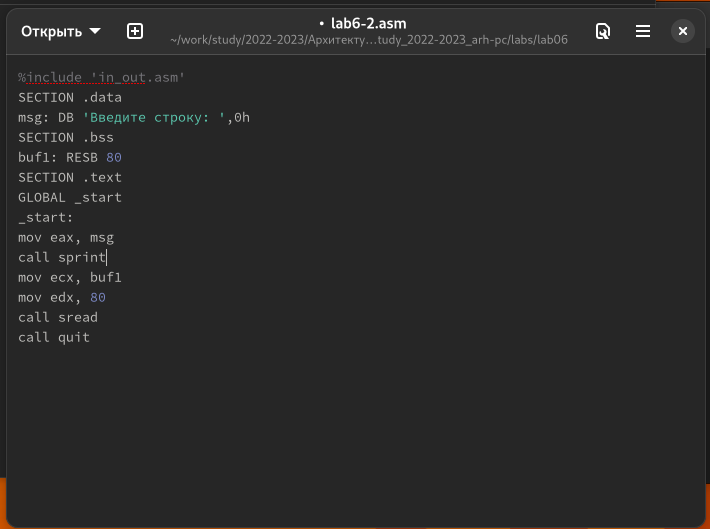 Открыть
• lab6-2.asm
~/work/study/2022-2023/Архитекту…tudy_2022-2023_arh-pc/labs/lab06
%include 'in_out.asm'
SECTION .data
msg: DB 'Введите строку: ',0h
SECTION .bss
buf1: RESB 80
SECTION .text
GLOBAL _start
_start:
mov eax, msg
call sprint
mov ecx, buf1
mov edx, 80
call sread
call quit